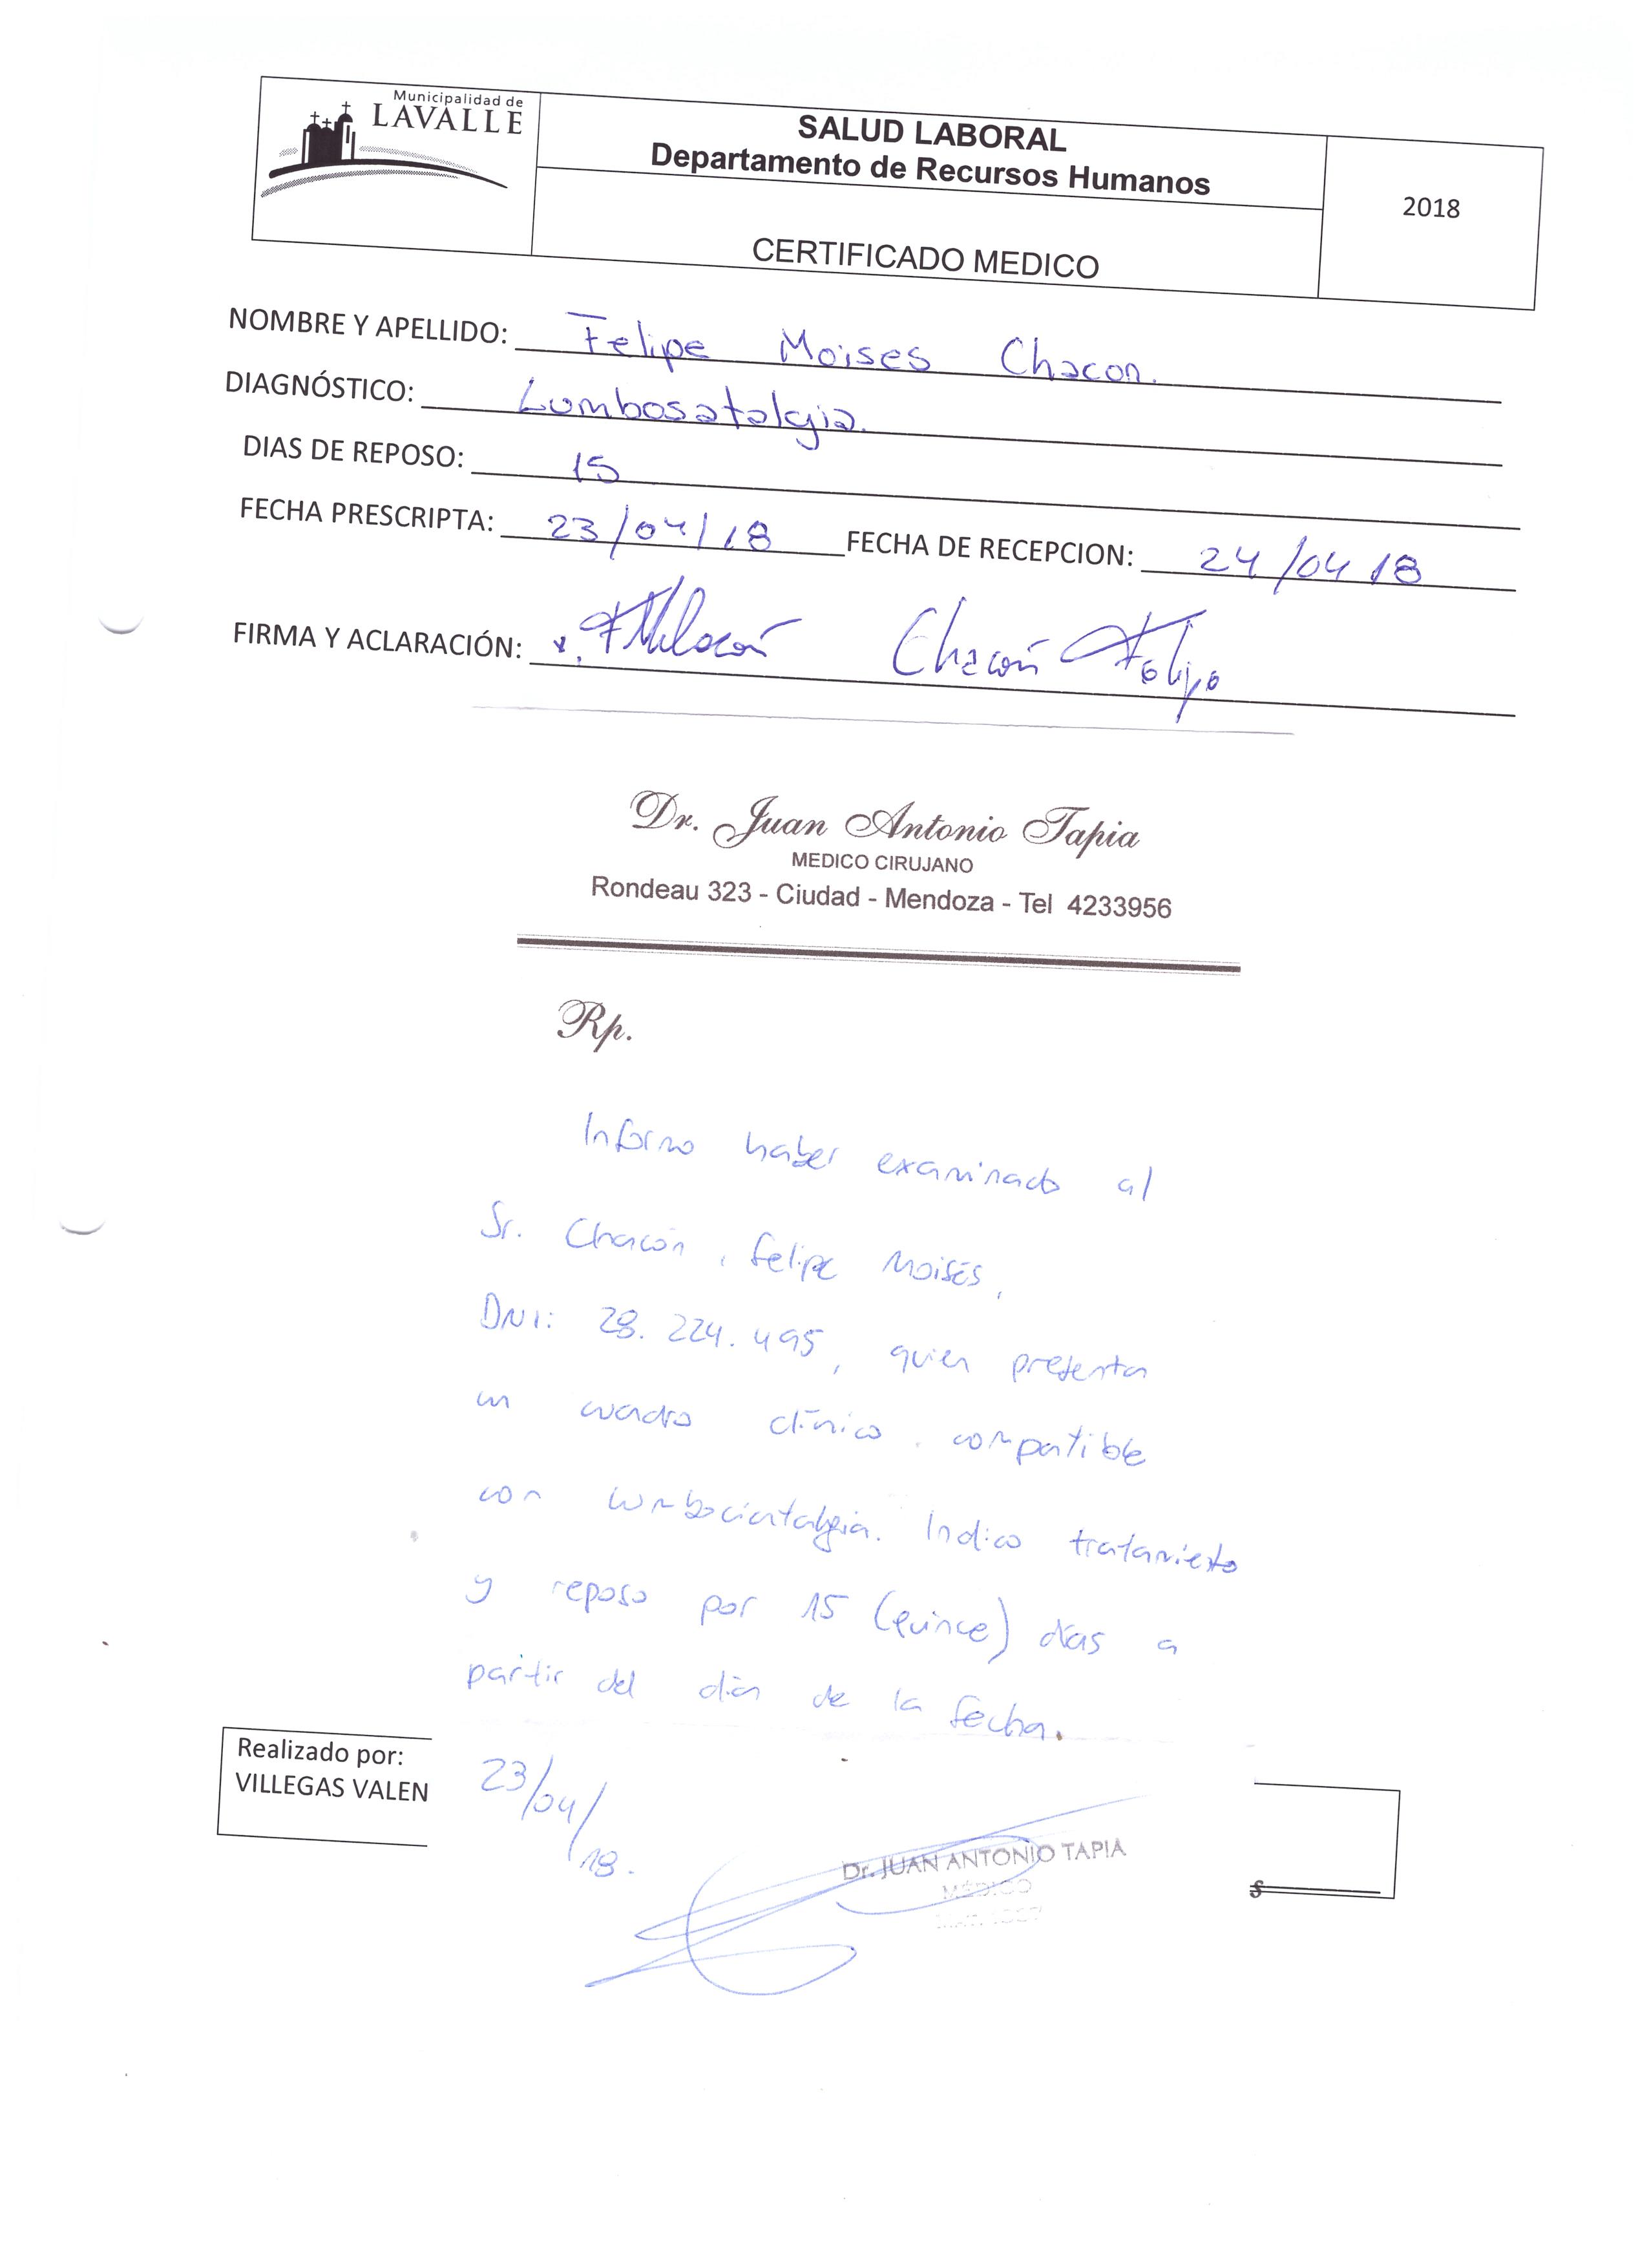 Municipalidad de
LAVALLE
SALUD LABORAL
Departamento de Recursos Humanos
2018
CERTIFICADO MEDICO
NOMBRE Y APELLIDO: Felipe Moises Chacon.
DIAGNÓSTICO: Lumbosatalgia.
DIAS DE REPOSO: 15
FECHA PRESCRIPTA: 23/04/18 FECHA DE RECEPCION: 24/04 18
FIRMA Y ACLARACIÓN: Chacón Felipe
Dr. Juan Antonio Tapia
MEDICO CIRUJANO
Rondeau 323 - Ciudad - Mendoza - Tel 4233956
Rp.
Informo haber examinado al
Sr. Chacón, Felipe Moisés,
DNI: 28.224.495, quien presenta
un cuadro clínico compatible
con lumbociatalgia. Indico tratamiento
y reposo por 15 (quince) días a
partir del día de la fecha.
Realizado por:
VILLEGAS VALEN
23/04/18.
Dr. JUAN ANTONIO TAPIA
MÉDICO